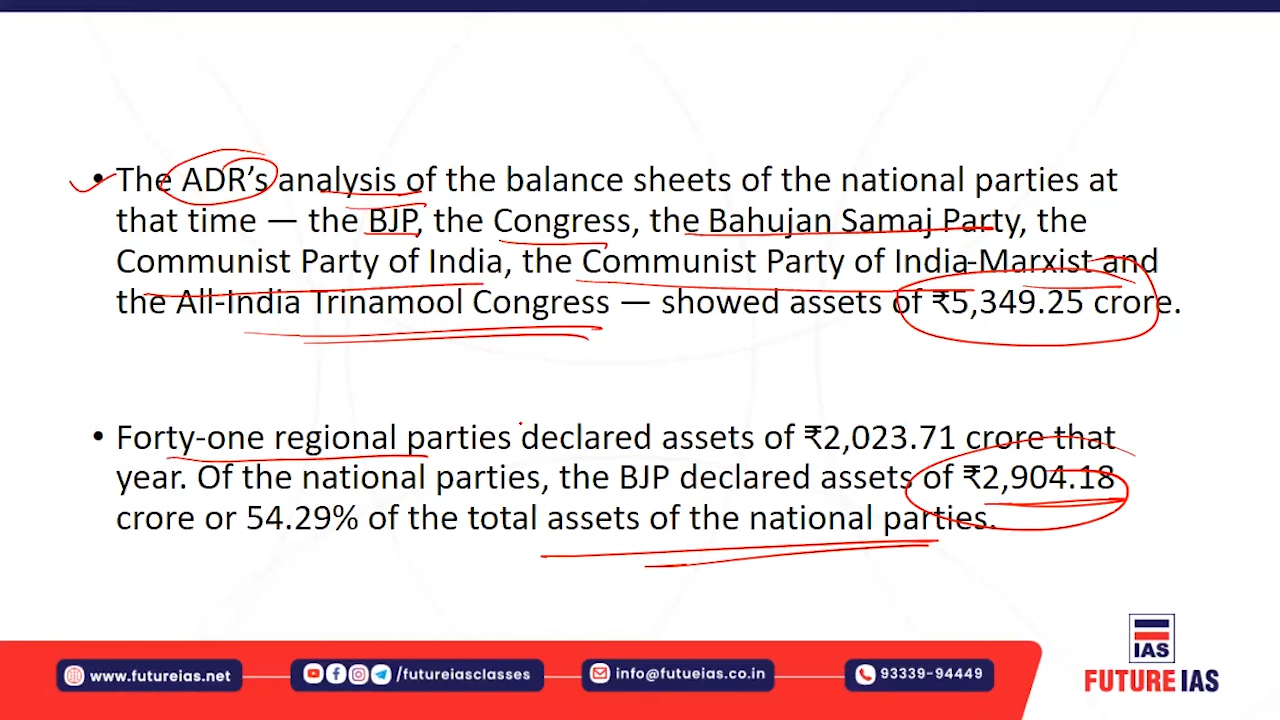 • The ADR's analysis of the balance sheets of the national parties at
that time — the BJP, the Congress, the Bahujan Samaj Party, the
Communist Party of India, the Communist Party of India-Marxist and
the All-India Trinamool Congress — showed assets of ₹5,349.25 crore.
• Forty-one regional parties declared assets of ₹2,023.71 crore that
year. Of the national parties, the BJP declared assets of ₹2,904.18
crore or 54.29% of the total assets of the national parties.
IAS
www.futureias.net /futureiasclasses info@futueias.co.in 93339-94449
FUTURE IAS